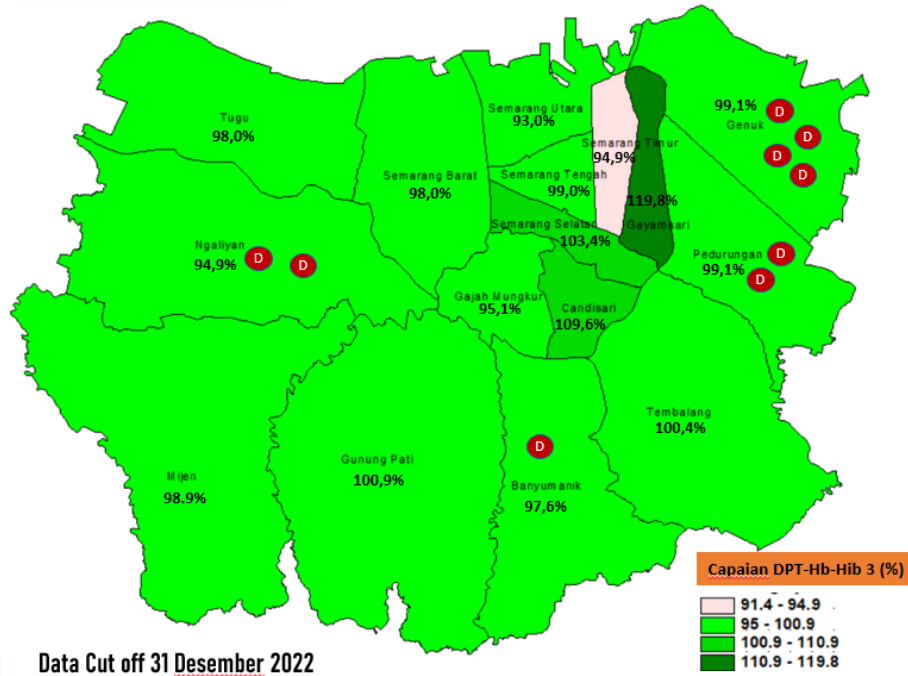 Tugu
98,0%
Semarang Barat
98,0%
Semarang Utara
93,0%
Semarang Timur
94,9%
Semarang Tengah
99,0%
119,8%
Gayamsari
Semarang Selatan
103,4%
99,1%
Genuk
D
D
D
D
Pedurungan
99,1%
D
D
Ngaliyan
94,9%
D
D
Gajah Mungkur
95,1%
Candisari
109,6%
Tembalang
100,4%
Mijen
98.9%
Gunung Pati
100,9%
D
Banyumanik
97,6%
Capaian DPT-Hb-Hib 3 (%)
91.4 - 94.9
95 - 100.9
100.9 - 110.9
110.9 - 119.8
Data Cut off 31 Desember 2022